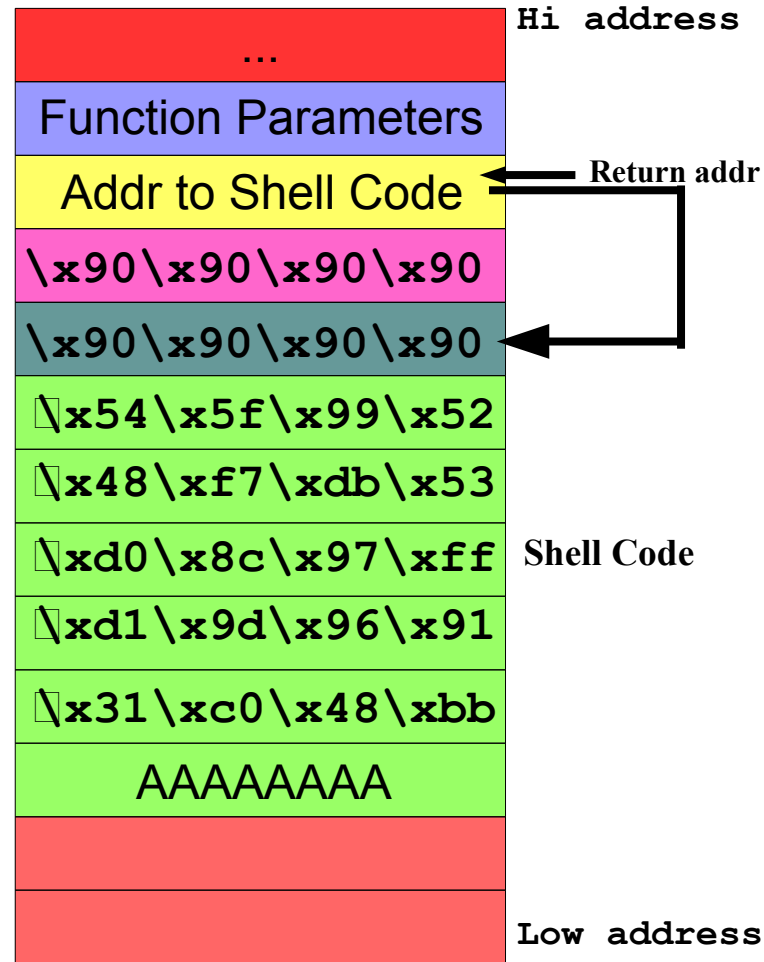 Hi address
...
Function Parameters
Addr to Shell Code
Return addr
\x90\x90\x90\x90
\x90\x90\x90\x90
\x54\x5f\x99\x52
\x48\xf7\xdb\x53
\xd0\x8c\x97\xff
Shell Code
\xd1\x9d\x96\x91
\x31\xc0\x48\xbb
AAAAAAAA
Low address